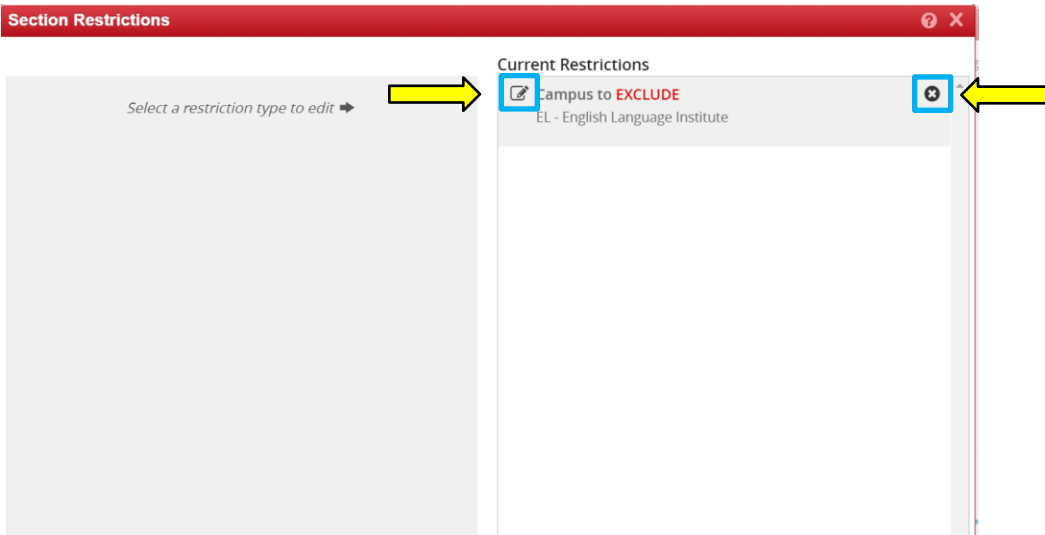 Section Restrictions
Current Restrictions
Select a restriction type to edit
Campus to EXCLUDE
EL - English Language Institute